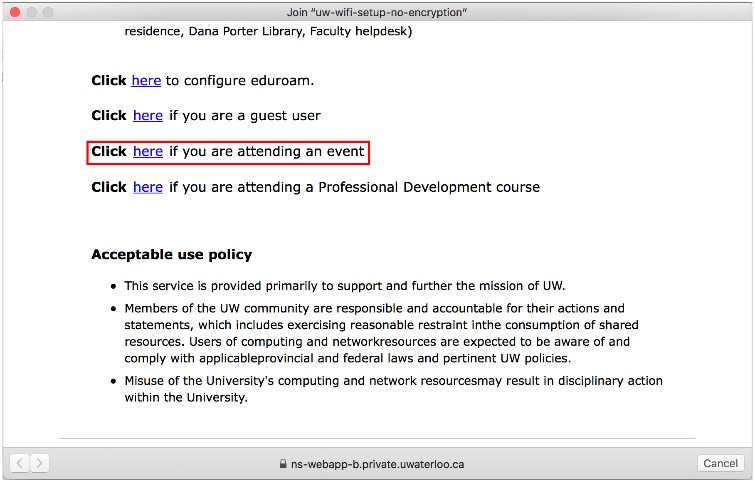 Join “uw-wifi-setup-no-encryption”
residence, Dana Porter Library, Faculty helpdesk)
Click here to configure eduroam.
Click here if you are a guest user
Click here if you are attending an event
Click here if you are attending a Professional Development course
Acceptable use policy
• This service is provided primarily to support and further the mission of UW.
• Members of the UW community are responsible and accountable for their actions and
statements, which includes exercising reasonable restraint inthe consumption of shared
resources. Users of computing and networkresources are expected to be aware of and
comply with applicableprovincial and federal laws and pertinent UW policies.
• Misuse of the University's computing and network resourcesmay result in disciplinary action
within the University.
ns-webapp-b.private.uwaterloo.ca
Cancel